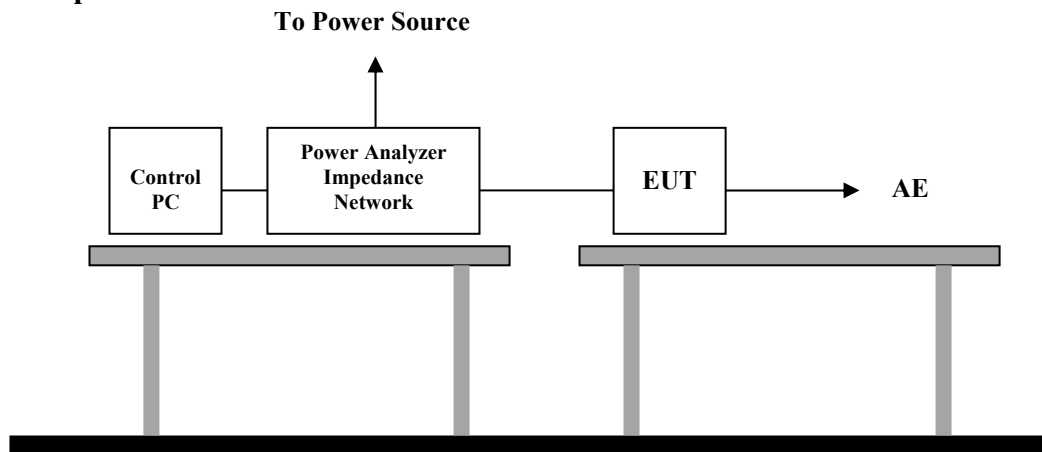 To Power Source
Control
PC
Power Analyzer
Impedance
Network
EUT
AE